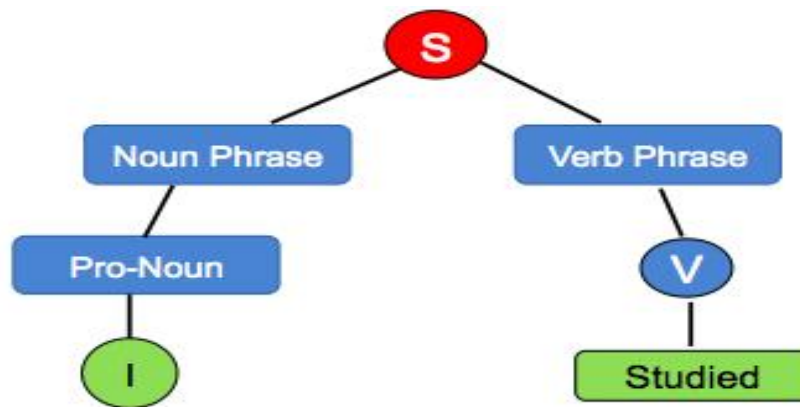 S
Noun Phrase
Verb Phrase
Pro-Noun
V
I
Studied